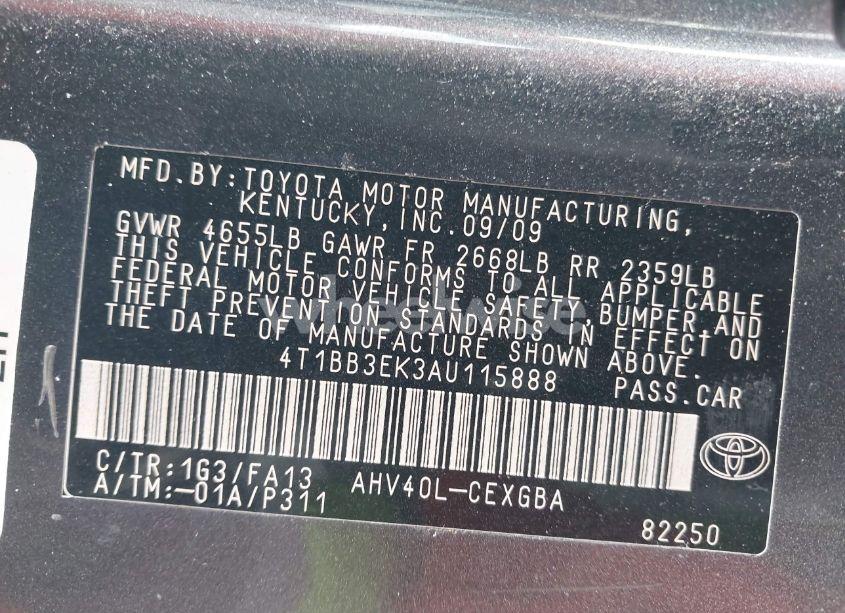 MFD.BY:TOYOTA MOTOR MANUFACTURING,
KENTUCKY,INC.09/09
GVWR 4655LB GAWR FR 2668LB RR 2359LB
THIS VEHICLE CONFORMS TO ALL APPLICABLE
FEDERAL MOTOR VEHICLE SAFETY,BUMPER,AND
THEFT PREVENTION STANDARDS IN EFFECT ON
THE DATE OF MANUFACTURE SHOWN ABOVE.
4T1BB3EK3AU115888 PASS.CAR
C/TR:1G3/FA13
A/TM:-01A/P311 AHV40L-CEXGBA
82250
wheelwise